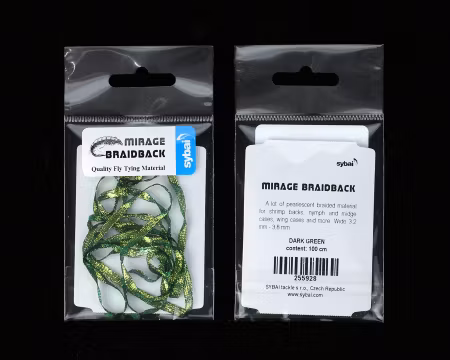 MIRAGE
BRAIDBACK
sybai
Quality Fly Tying Material
sybai
MIRAGE BRAIDBACK
A lot of pearlescent braided material
for shrimp backs, nymph and midge
cases, wing cases and more. Wide 3,2
mm - 3,8 mm
DARK GREEN
content: 100 cm
255928
SYBAI tackle s.r.o., Czech Republic
www.sybai.com